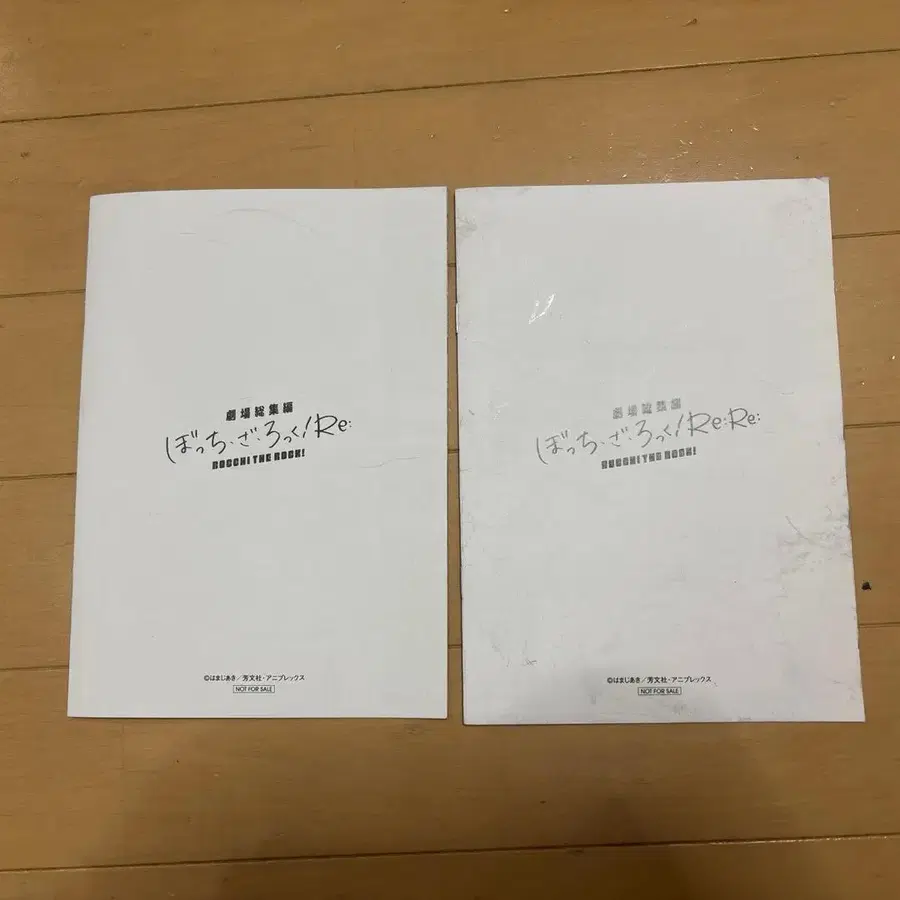 劇場総集編
ぼっち・ざ・ろっく!Re:
BOCCHI THE ROCK!
©はまじあき/芳文社・アニプレックス
NOT FOR SALE
劇場総集編
ぼっち・ざ・ろっく!Re:Re:
BOCCHI THE ROCK!
©はまじあき/芳文社・アニプレックス
NOT FOR SALE